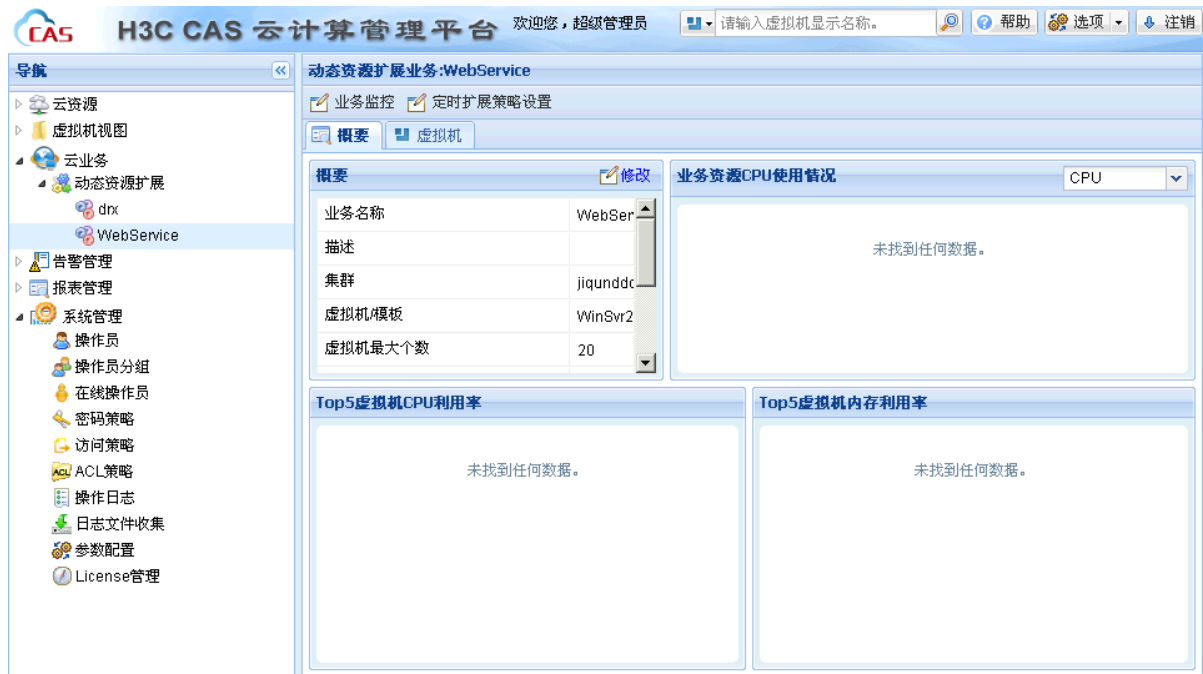 CAS H3C CAS 云计算管理平台 欢迎您，超级管理员 请输入虚拟机显示名称。 帮助 选项 注销
导航
云资源
虚拟机视图
云业务
动态资源扩展
drx
WebService
告警管理
报表管理
系统管理
操作员
操作员分组
在线操作员
密码策略
访问策略
ACL策略
操作日志
日志文件收集
参数配置
License管理
动态资源扩展业务:WebService
业务监控 定时扩展策略设置
概要 虚拟机
概要 修改
业务名称 WebSer
描述
集群 jiqunddc
虚拟机/模板 WinSvr2
虚拟机最大个数 20
业务资源CPU使用情况 CPU
未找到任何数据。
Top5虚拟机CPU利用率
未找到任何数据。
Top5虚拟机内存利用率
未找到任何数据。